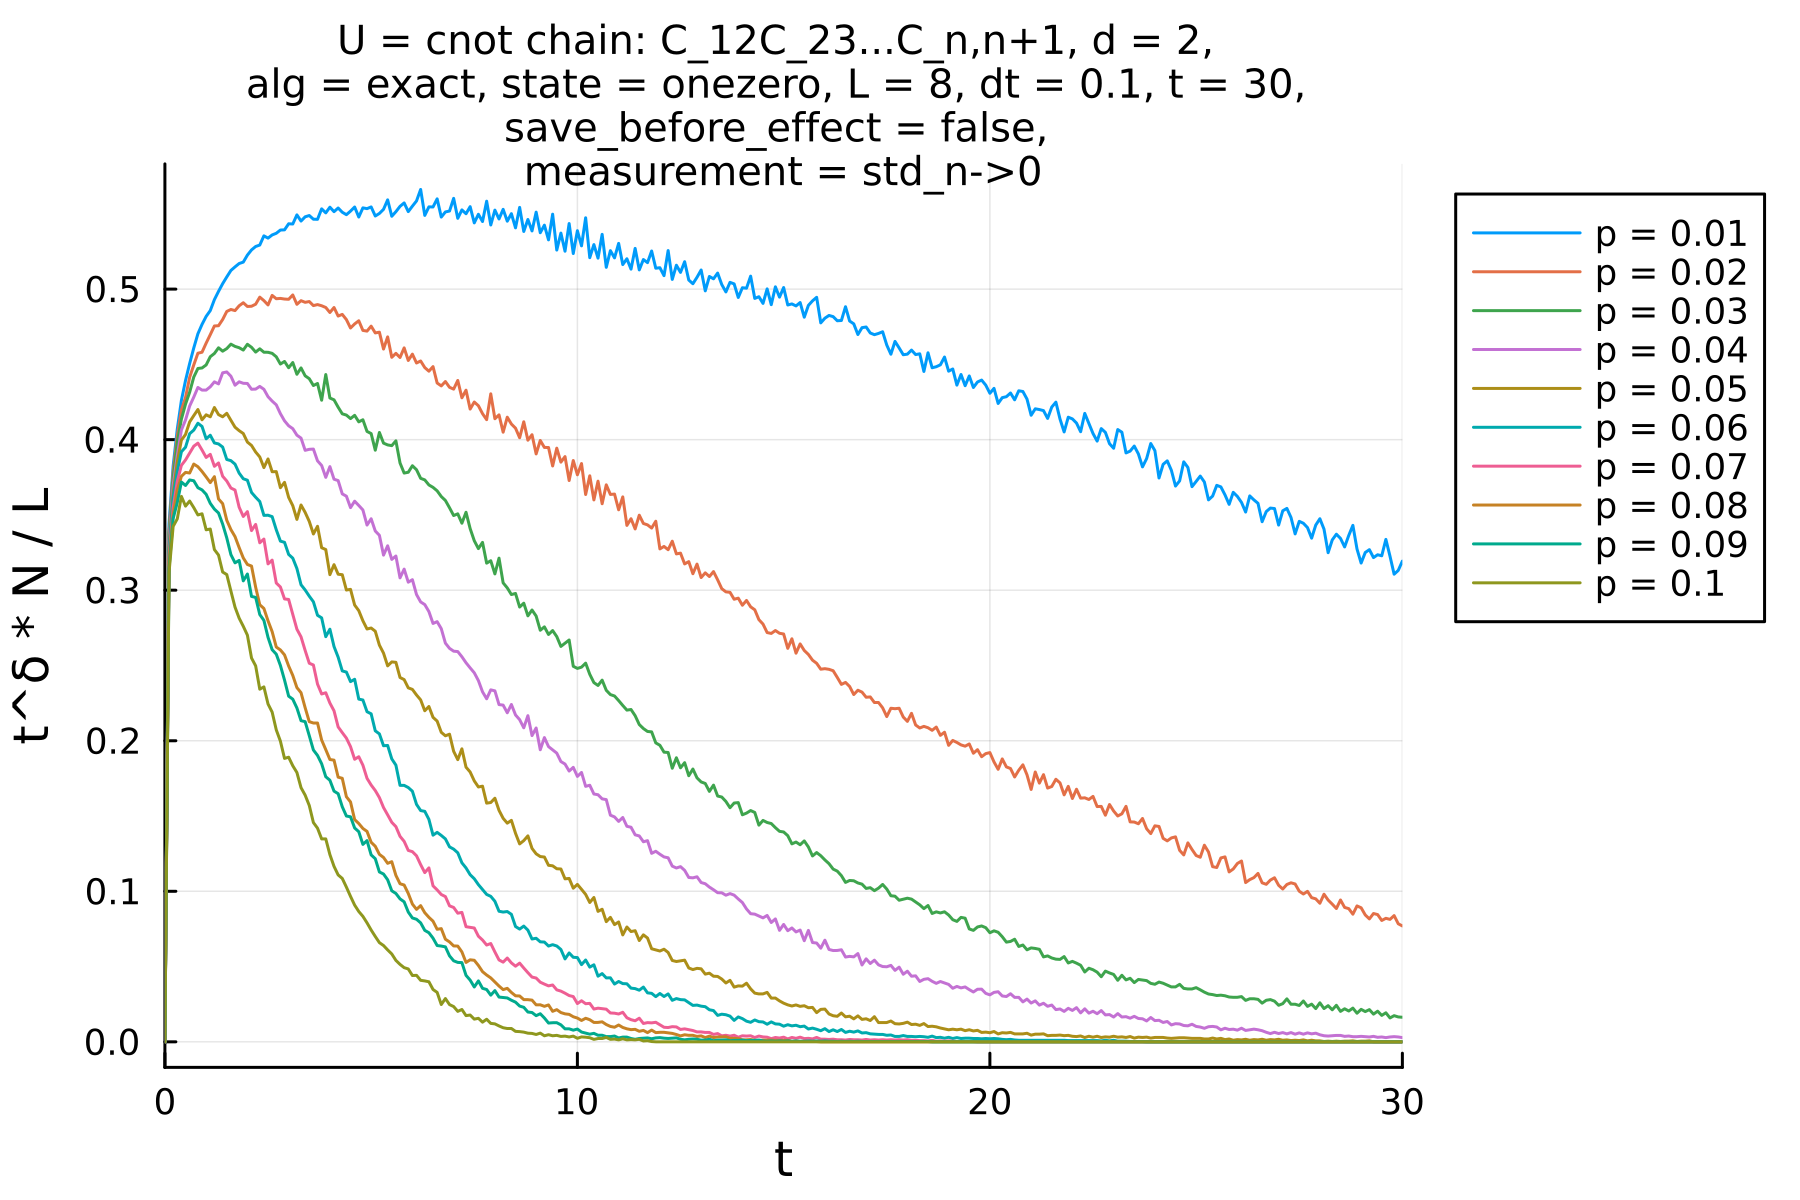 U = cnot chain: C_12C_23...C_n,n+1, d = 2,
alg = exact, state = onezero, L = 8, dt = 0.1, t = 30,
save_before_effect = false,
measurement = std_n->0
t^δ * N / L
0.5
0.4
0.3
0.2
0.1
0.0
0
10
20
30
t
p = 0.01
p = 0.02
p = 0.03
p = 0.04
p = 0.05
p = 0.06
p = 0.07
p = 0.08
p = 0.09
p = 0.1